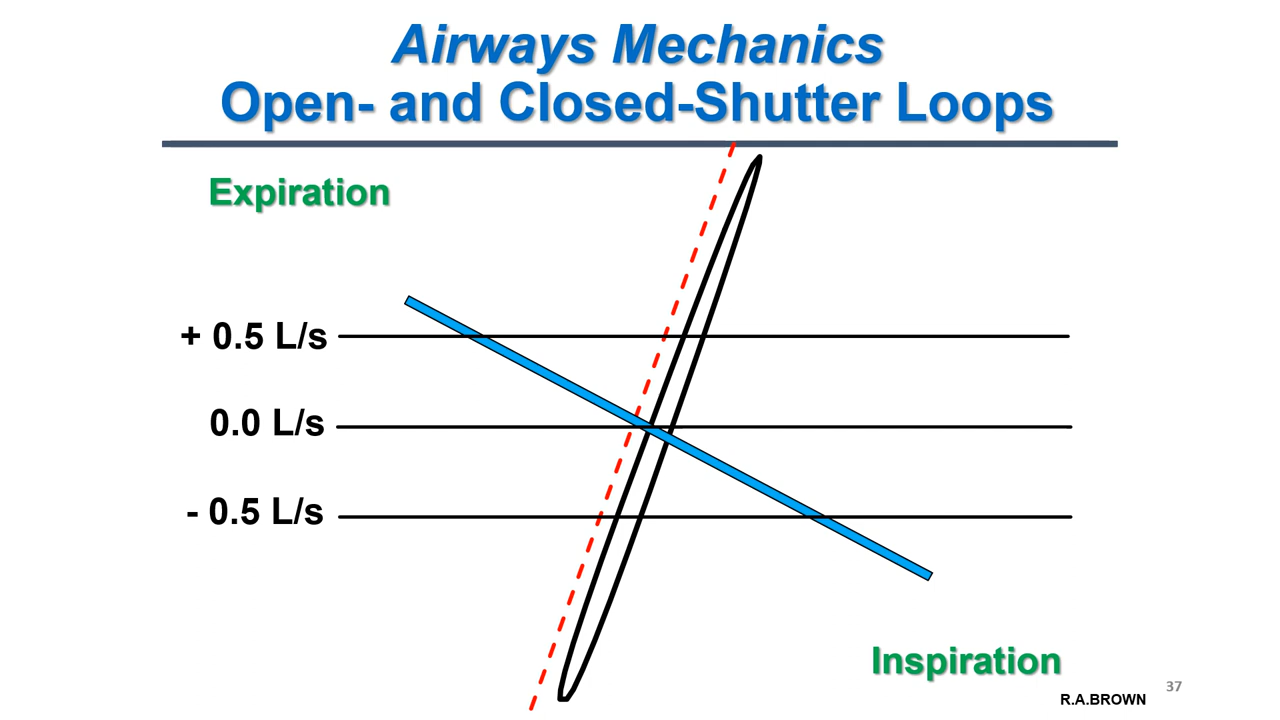 Airways Mechanics
Open- and Closed-Shutter Loops
Expiration
+ 0.5 L/s
0.0 L/s
- 0.5 L/s
Inspiration
37
R.A.BROWN